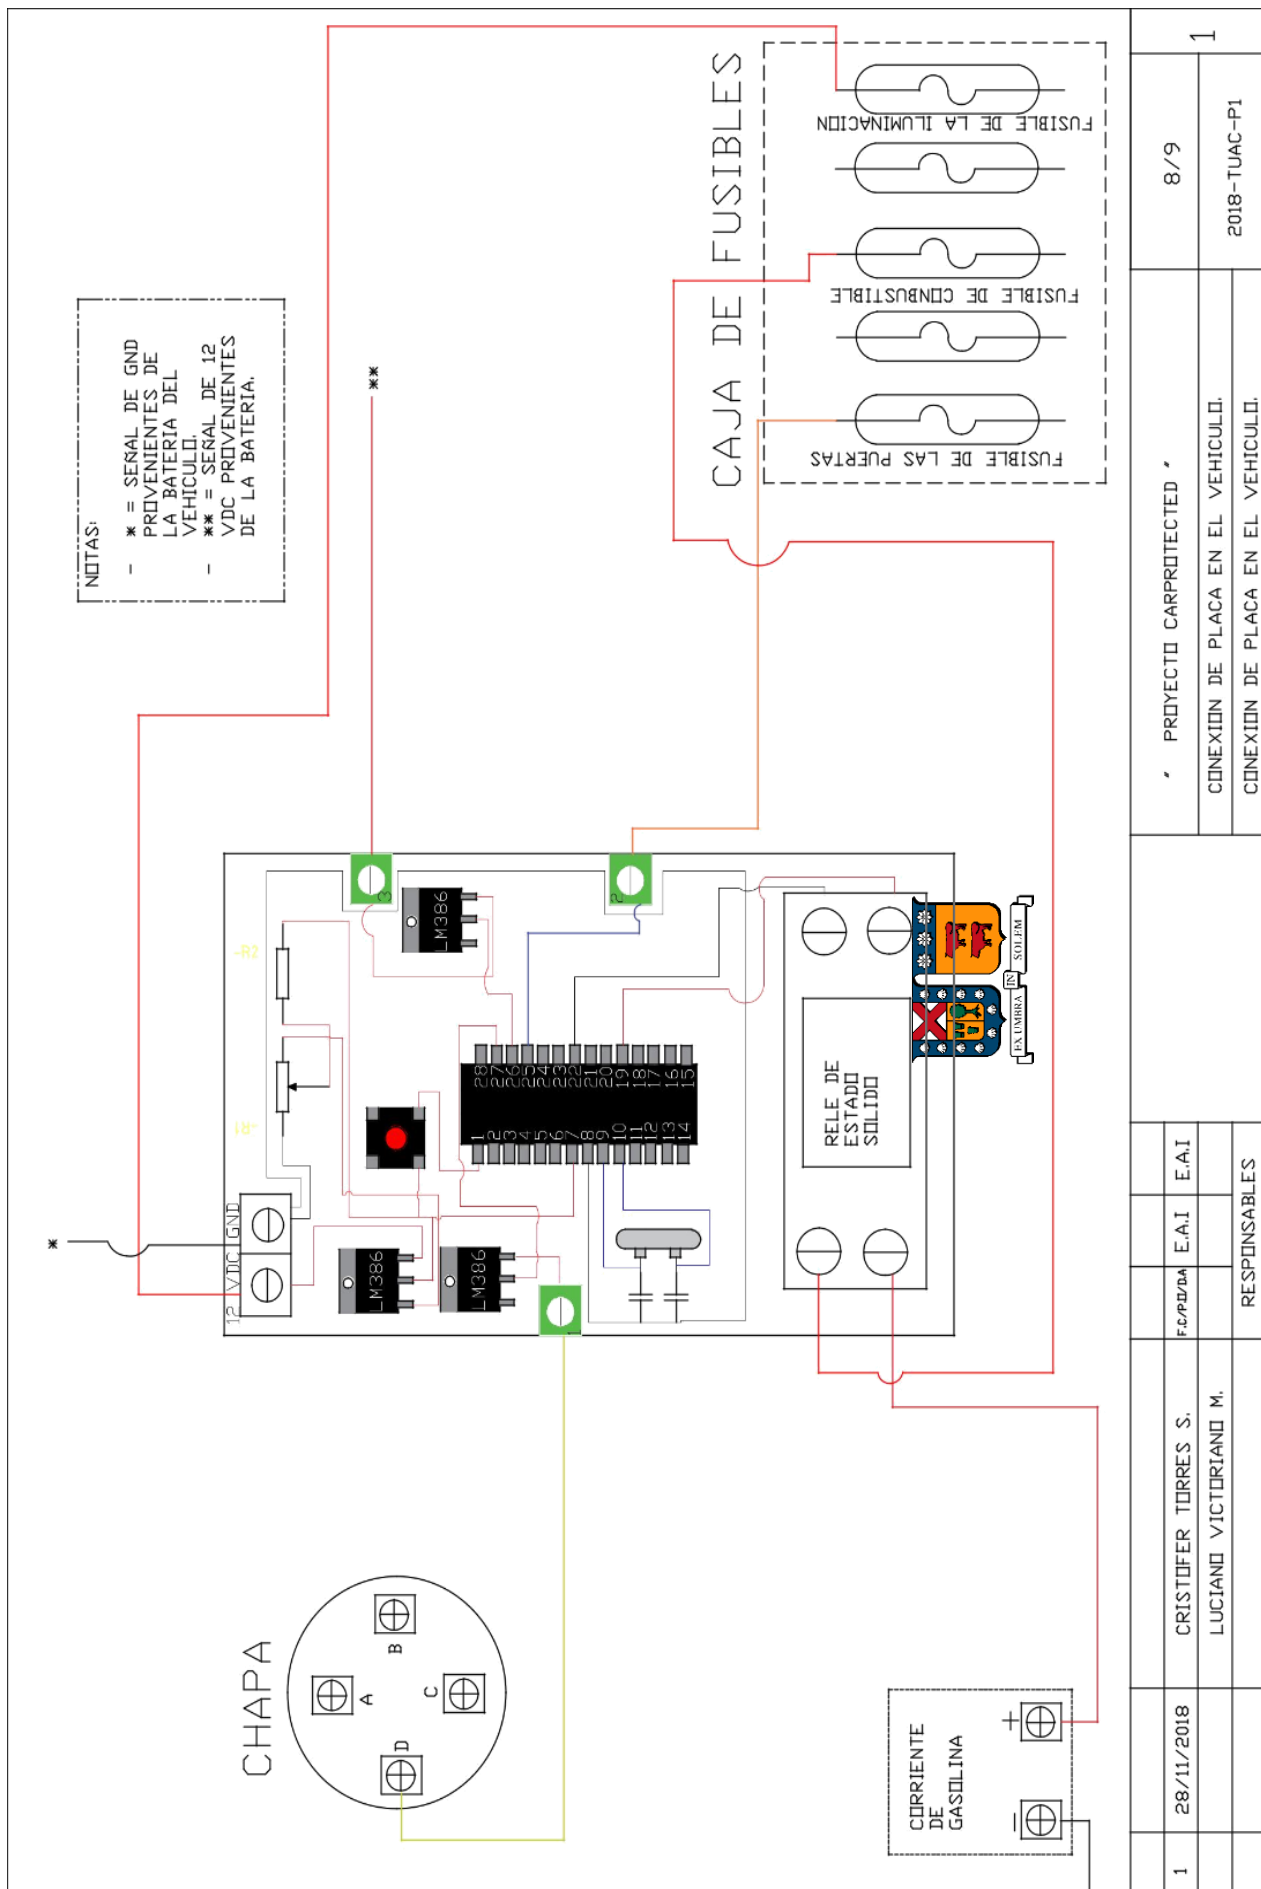 NOTAS:
- * = SEÑAL DE GND
PROVENIENTES DE
LA BATERIA DEL
VEHICULO.
- ** = SEÑAL DE 12
VDC PROVENIENTES
DE LA BATERIA.
*
**
CHAPA
A
B
C
D
12 VDC GND
-R1
-R2
LM386
LM386
LM386
1
2
3
28
27
26
25
24
23
22
21
20
19
18
17
16
15
1
2
3
4
5
6
7
8
9
10
11
12
13
14
RELE DE
ESTADO
SOLIDO
EX UMBRA IN SOLEM
CAJA DE FUSIBLES
FUSIBLE DE LAS PUERTAS
FUSIBLE DE CONBUSTIBLE
FUSIBLE DE LA ILUMINACION
CORRIENTE
DE
GASOLINA
- +
1 28/11/2018 CRISTOFER TORRES S. F.C/PD/D.A E.A.I E.A.I
LUCIANO VICTORIANO M.
RESPONSABLES
" PROYECTO CARPROTECTED "
CONEXION DE PLACA EN EL VEHICULO.
CONEXION DE PLACA EN EL VEHICULO.
8/9
2018-TUAC-P1
1